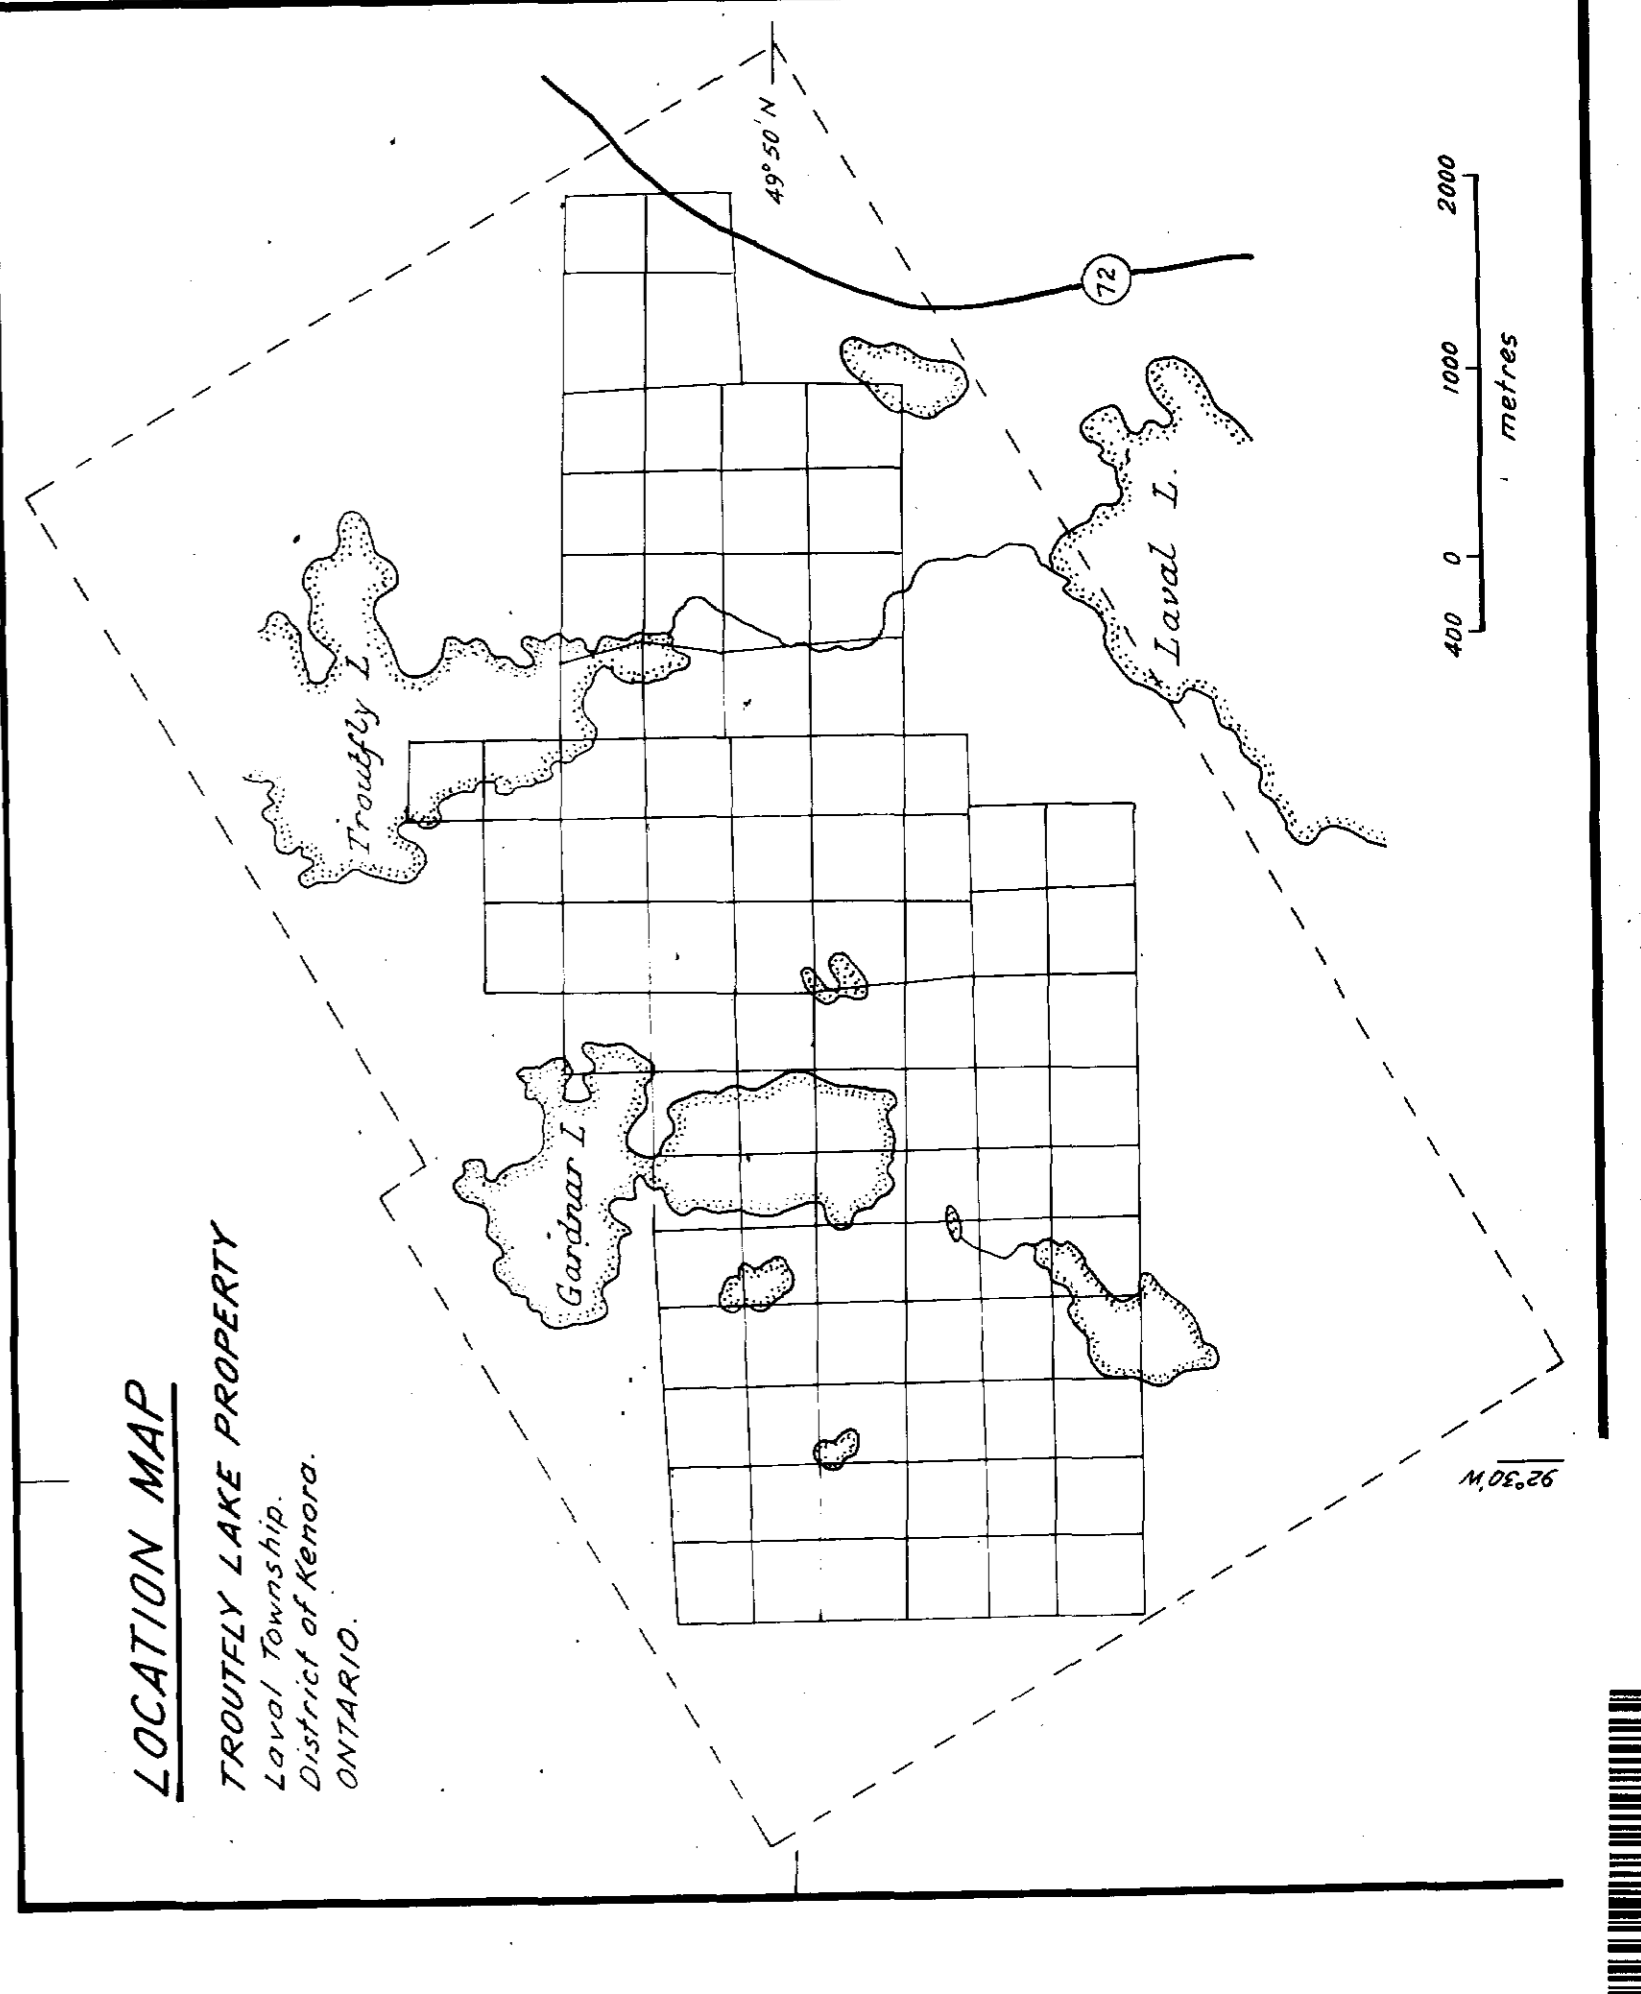 LOCATION MAP
TROUTFLY LAKE PROPERTY
Laval Township.
District of Kenora.
ONTARIO.
Troutfly L
Gardnar L
49°50'N
72
Laval L.
92°30'W
400 0 1000 2000
metres